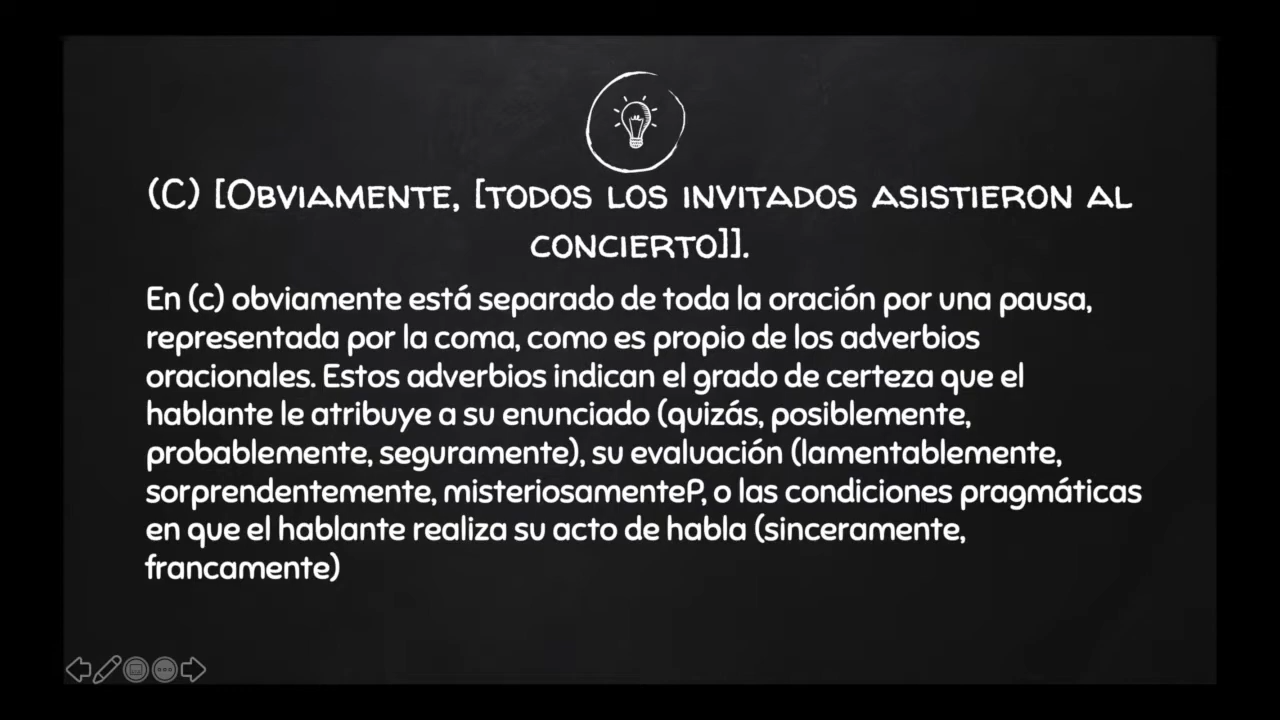 (C) [Obviamente, [todos los invitados asistieron al
concierto]].
En (c) obviamente está separado de toda la oración por una pausa,
representada por la coma, como es propio de los adverbios
oracionales. Estos adverbios indican el grado de certeza que el
hablante le atribuye a su enunciado (quizás, posiblemente,
probablemente, seguramente), su evaluación (lamentablemente,
sorprendentemente, misteriosamenteP, o las condiciones pragmáticas
en que el hablante realiza su acto de habla (sinceramente,
francamente)